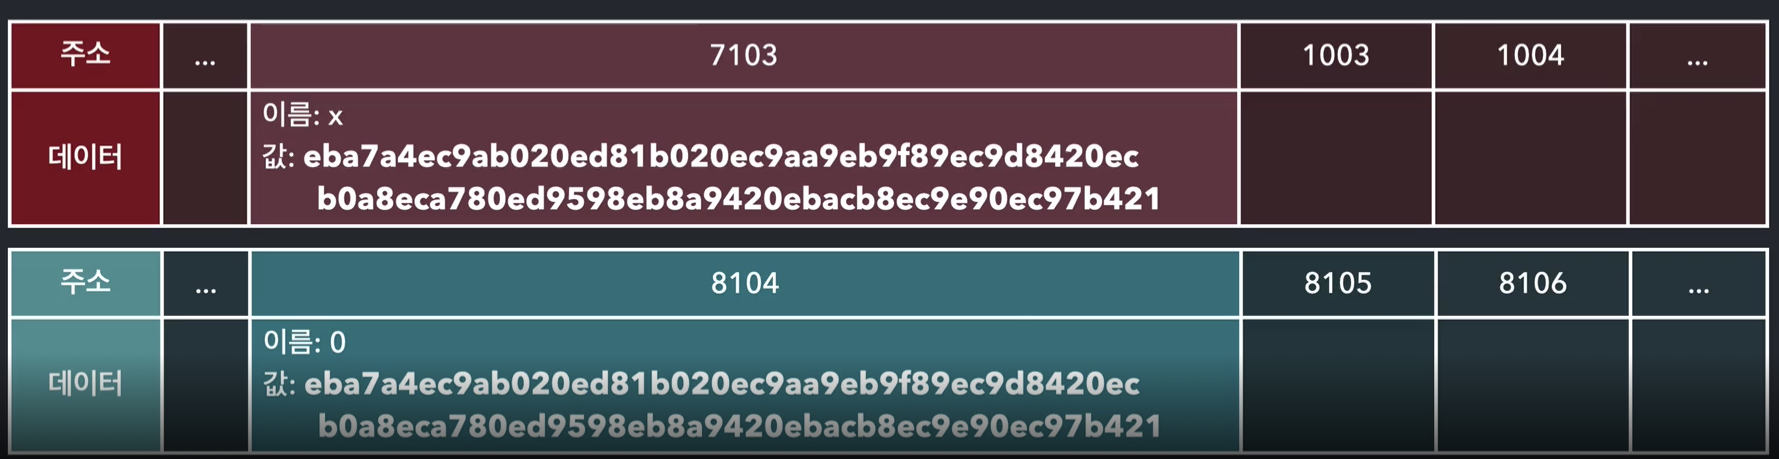 주소 ... 7103 1003 1004 ...
데이터
이름: x
값: eba7a4ec9ab020ed81b020ec9aa9eb9f89ec9d8420ec
b0a8eca780ed9598eb8a9420ebacb8ec9e90ec97b421
주소 ... 8104 8105 8106 ...
데이터
이름: 0
값: eba7a4ec9ab020ed81b020ec9aa9eb9f89ec9d8420ec
b0a8eca780ed9598eb8a9420ebacb8ec9e90ec97b421